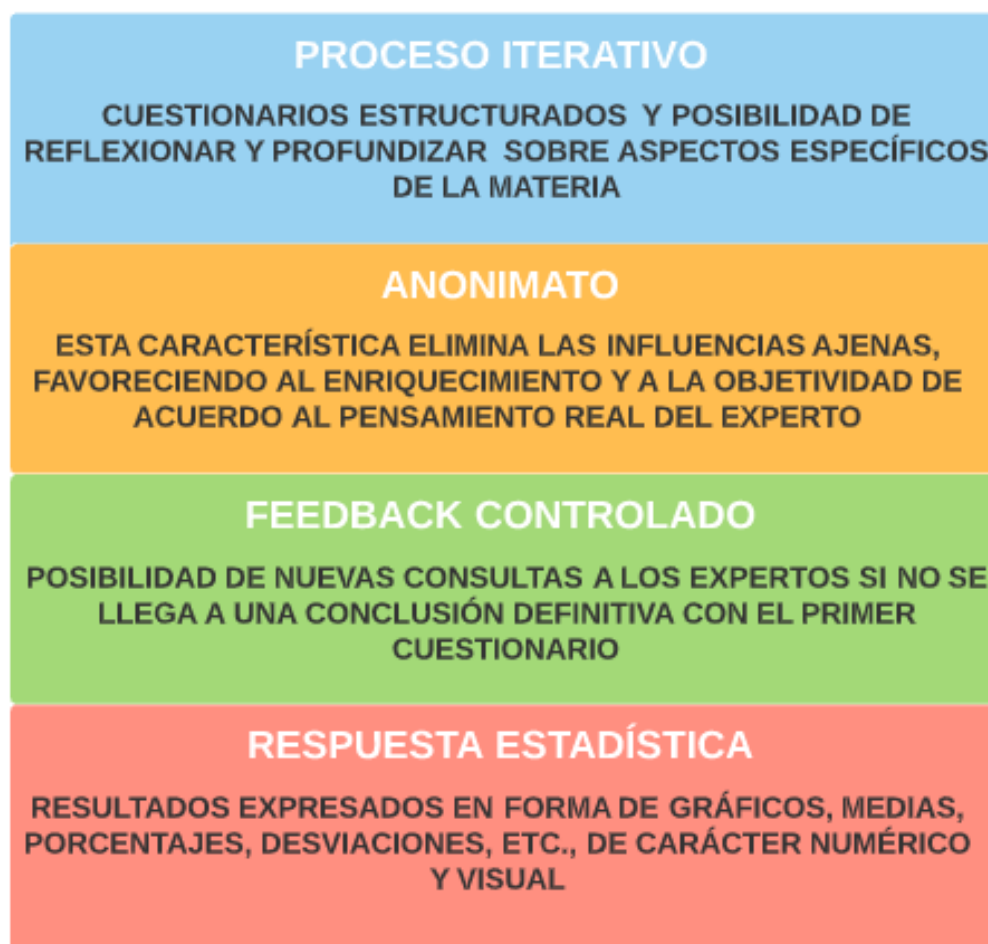 PROCESO ITERATIVO
CUESTIONARIOS ESTRUCTURADOS Y POSIBILIDAD DE
REFLEXIONAR Y PROFUNDIZAR SOBRE ASPECTOS ESPECÍFICOS
DE LA MATERIA
ANONIMATO
ESTA CARACTERÍSTICA ELIMINA LAS INFLUENCIAS AJENAS,
FAVORECIENDO AL ENRIQUECIMIENTO Y A LA OBJETIVIDAD DE
ACUERDO AL PENSAMIENTO REAL DEL EXPERTO
FEEDBACK CONTROLADO
POSIBILIDAD DE NUEVAS CONSULTAS A LOS EXPERTOS SI NO SE
LLEGA A UNA CONCLUSIÓN DEFINITIVA CON EL PRIMER
CUESTIONARIO
RESPUESTA ESTADÍSTICA
RESULTADOS EXPRESADOS EN FORMA DE GRÁFICOS, MEDIAS,
PORCENTAJES, DESVIACIONES, ETC., DE CARÁCTER NUMÉRICO
Y VISUAL